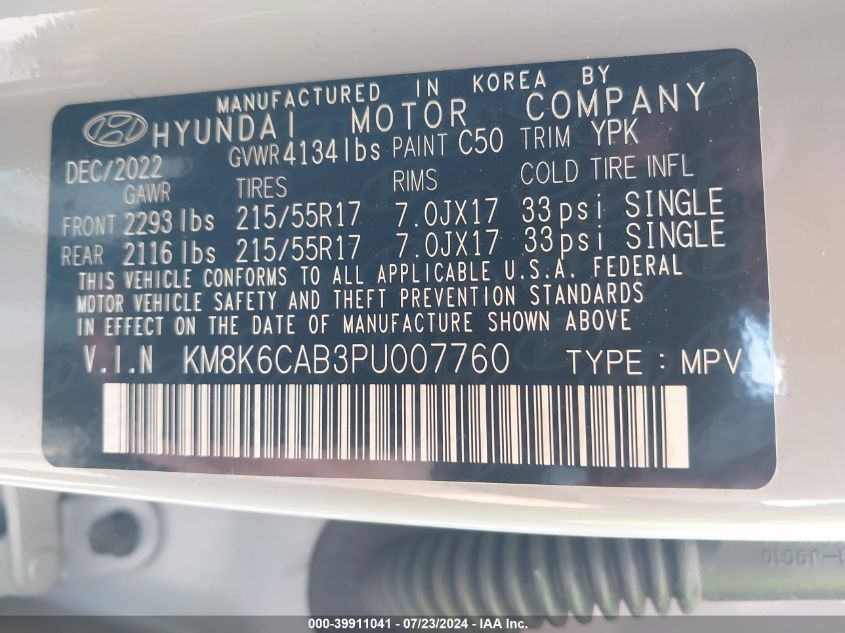 MANUFACTURED IN KOREA BY
HYUNDAI MOTOR COMPANY
DEC/2022 GVWR 4134lbs PAINT C50 TRIM YPK
GAWR TIRES RIMS COLD TIRE INFL
FRONT 2293 lbs 215/55R17 7.0JX17 33psi SINGLE
REAR 2116 lbs 215/55R17 7.0JX17 33psi SINGLE
THIS VEHICLE CONFORMS TO ALL APPLICABLE U.S.A. FEDERAL
MOTOR VEHICLE SAFETY AND THEFT PREVENTION STANDARDS
IN EFFECT ON THE DATE OF MANUFACTURE SHOWN ABOVE
V.I.N KM8K6CAB3PU007760 TYPE : MPV
000-39911041 / 07/23/2024 - IAA Inc.